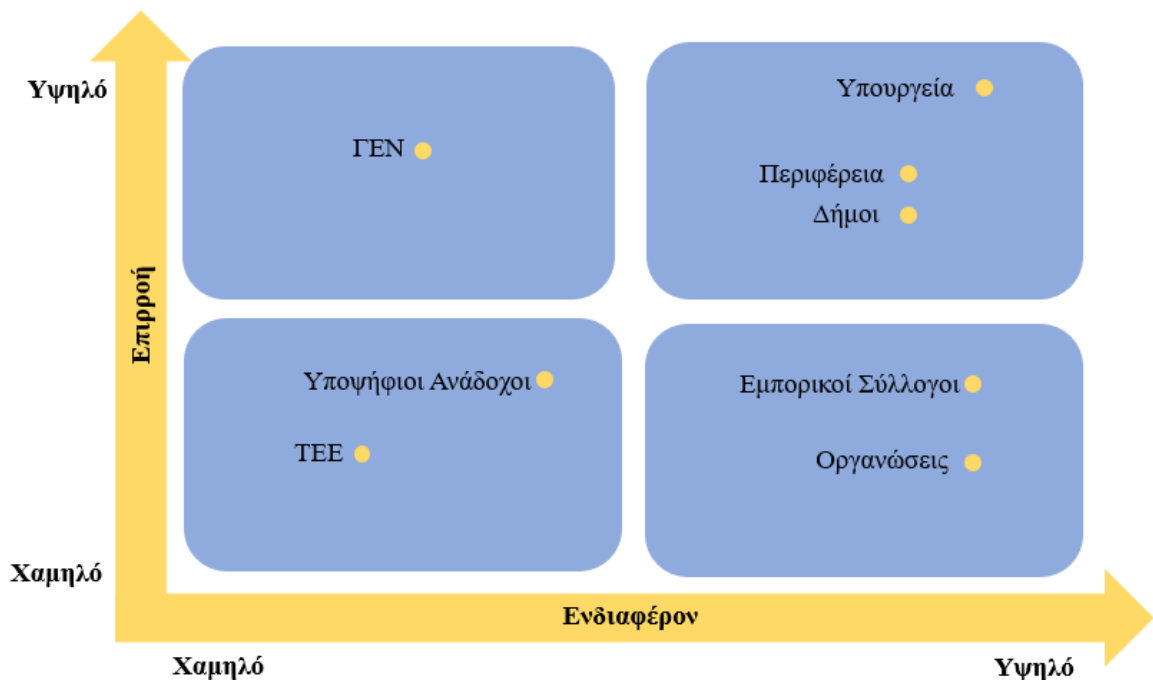 Υψηλό
Υπουργεία
ΓΕΝ
Περιφέρεια
Δήμοι
Επιρροή
Υποψήφιοι Ανάδοχοι
Εμπορικοί Σύλλογοι
ΤΕΕ
Οργανώσεις
Χαμηλό
Ενδιαφέρον
Χαμηλό
Υψηλό